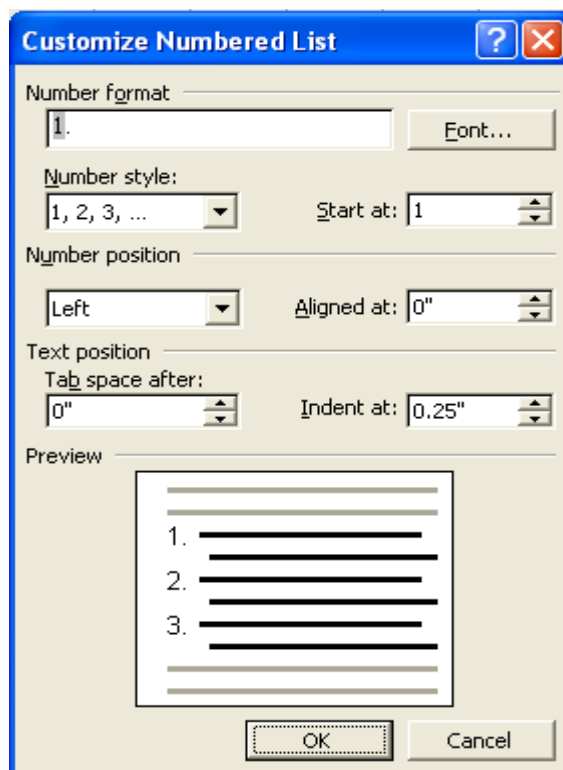 Customize Numbered List
Number format
1.
Font...
Number style:
1, 2, 3, ...
Start at: 1
Number position
Left
Aligned at: 0"
Text position
Tab space after:
0"
Indent at: 0.25"
Preview
1.
2.
3.
OK
Cancel